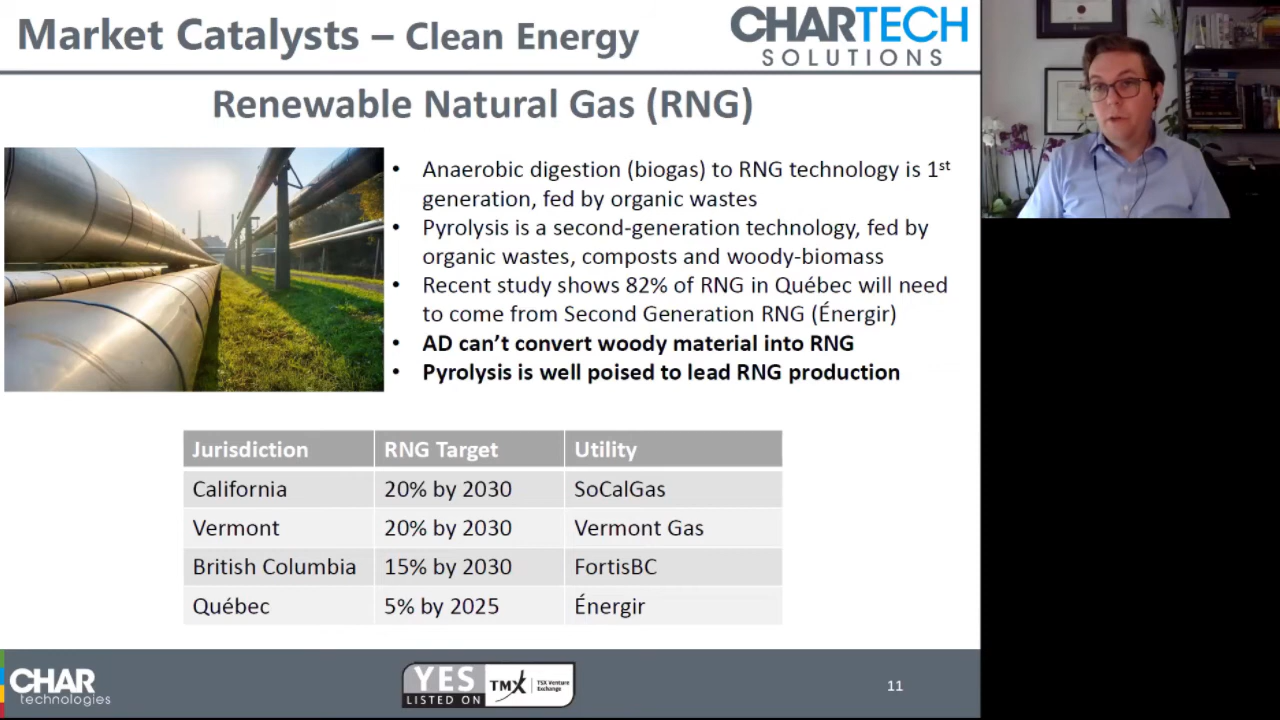 Market Catalysts – Clean Energy
CHARTECH
SOLUTIONS
Renewable Natural Gas (RNG)
• Anaerobic digestion (biogas) to RNG technology is 1st
generation, fed by organic wastes
• Pyrolysis is a second-generation technology, fed by
organic wastes, composts and woody-biomass
• Recent study shows 82% of RNG in Québec will need
to come from Second Generation RNG (Énergir)
• AD can’t convert woody material into RNG
• Pyrolysis is well poised to lead RNG production
Jurisdiction RNG Target Utility
California 20% by 2030 SoCalGas
Vermont 20% by 2030 Vermont Gas
British Columbia 15% by 2030 FortisBC
Québec 5% by 2025 Énergir
CHAR
technologies
YES
LISTED ON
TMX
TSX Venture
Exchange
11